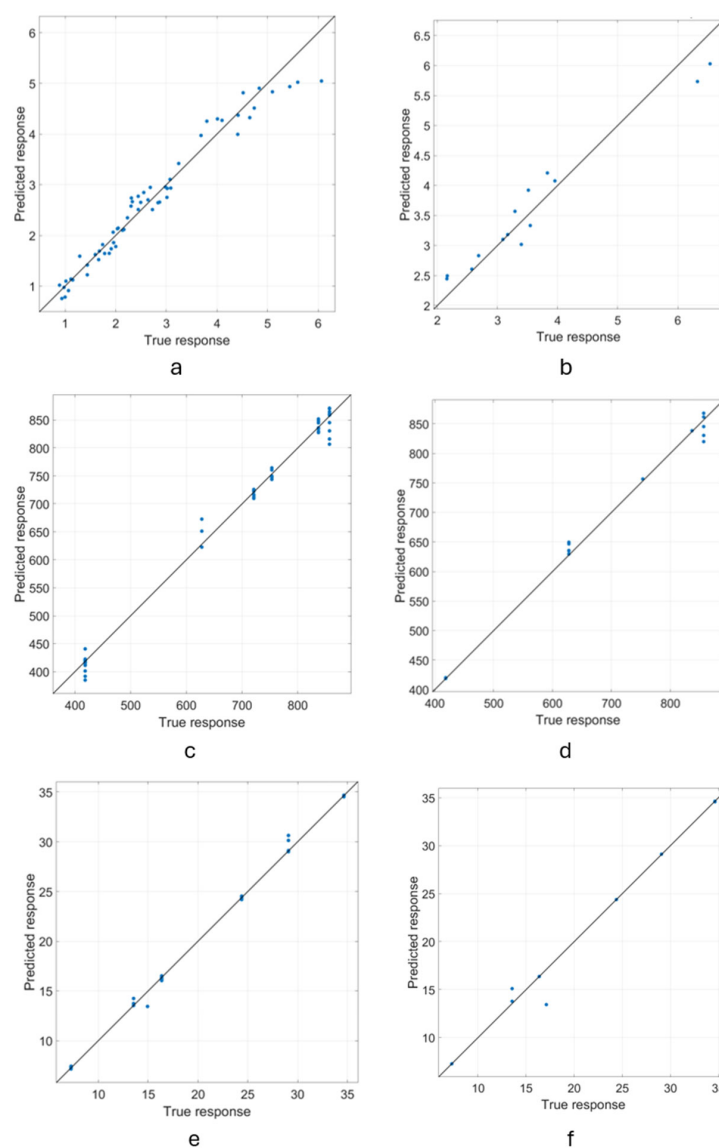 6
5
4
3
2
1
1 2 3 4 5 6
Predicted response
True response
a
6.5
6
5.5
5
4.5
4
3.5
3
2.5
2
2 3 4 5 6
Predicted response
True response
b
850
800
750
700
650
600
550
500
450
400
400 500 600 700 800
Predicted response
True response
c
850
800
750
700
650
600
550
500
450
400
400 500 600 700 800
Predicted response
True response
d
35
30
25
20
15
10
10 15 20 25 30 35
Predicted response
True response
e
35
30
25
20
15
10
10 15 20 25 30 35
Predicted response
True response
f